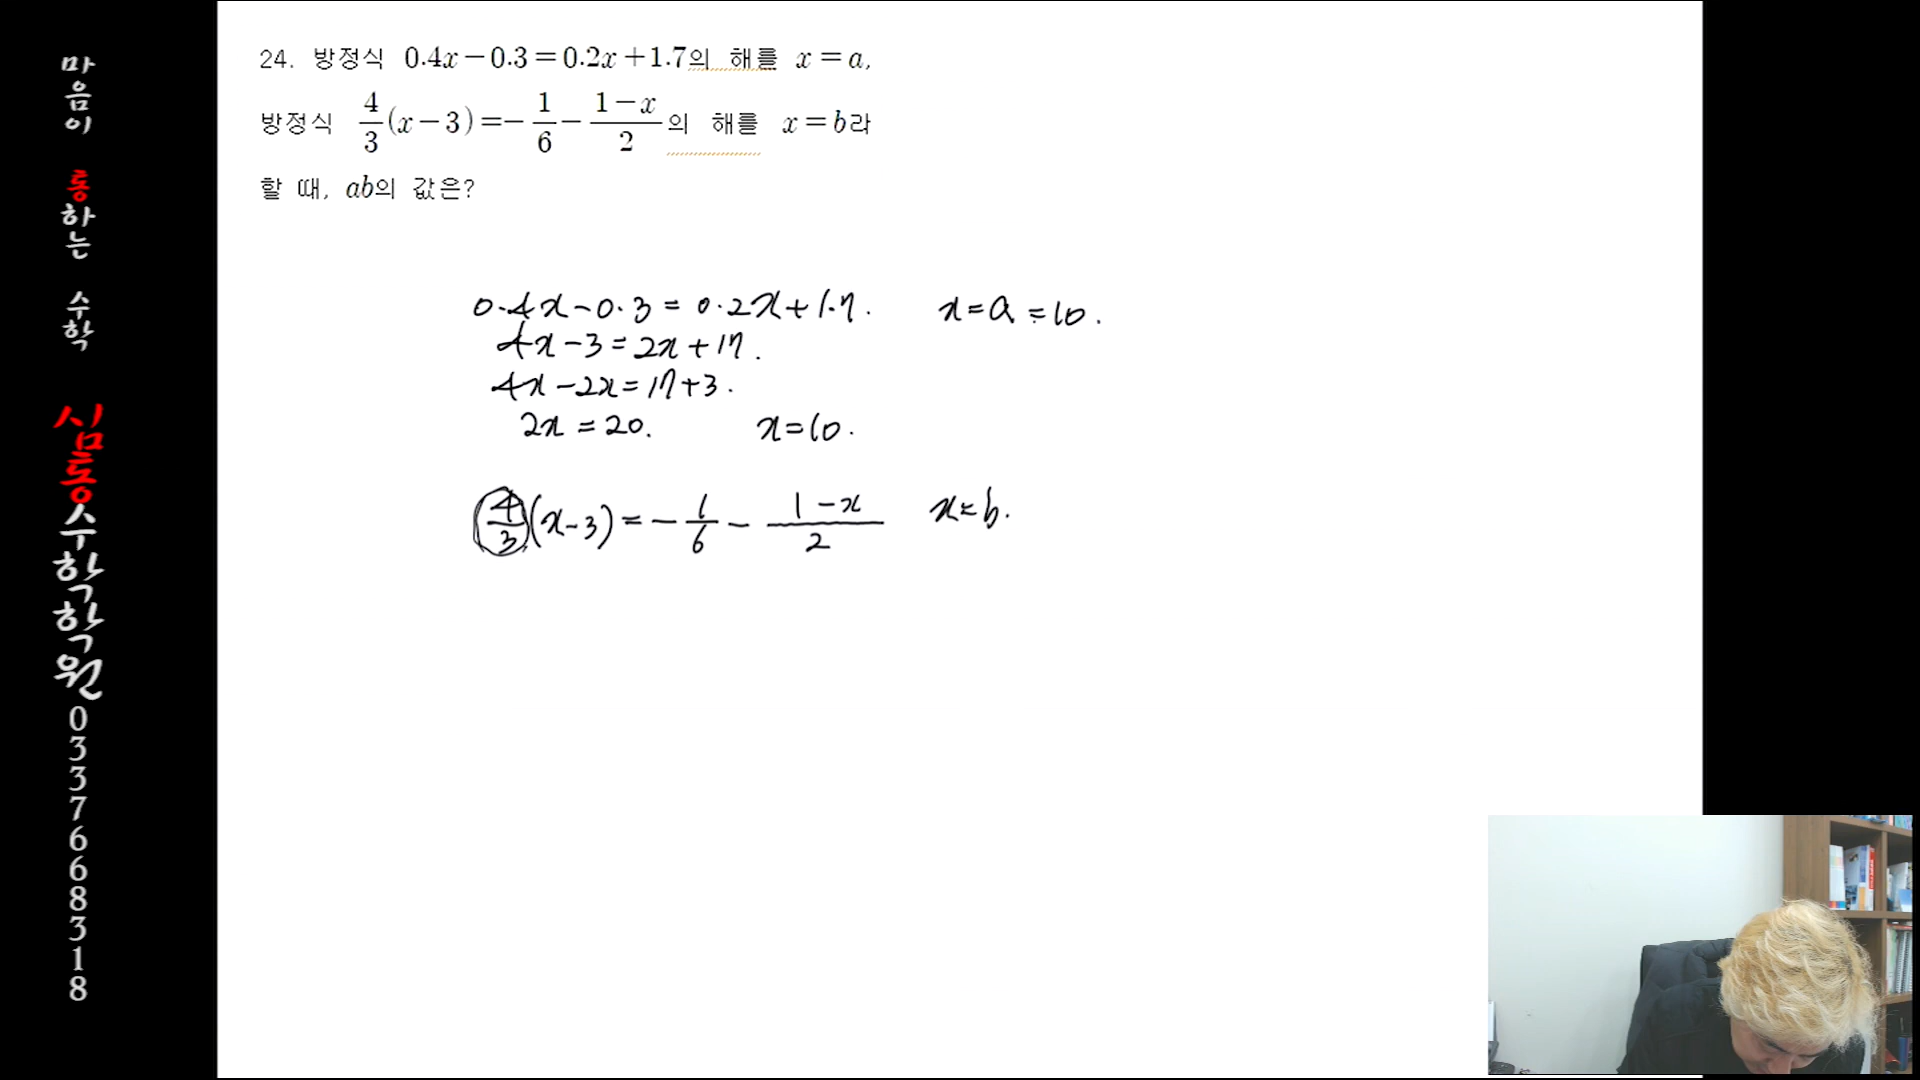 마음이 통하는 수학
심통수학학원
0337668318
24. 방정식 0.4x−0.3=0.2x+1.7의 해를 x=a,
방정식 4/3(x−3)=−1/6−(1−x)/2의 해를 x=b라
할 때, ab의 값은?
0.4x−0.3=0.2x+1.7. x=a=10.
4x−3=2x+17.
4x−2x=17+3.
2x=20. x=10.
4/3(x−3)=−1/6−(1−x)/2 x=b.